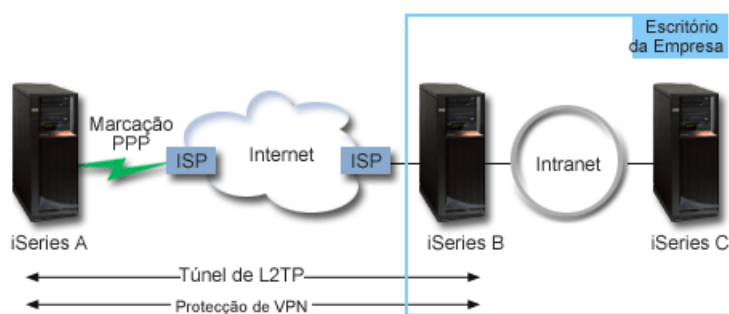 Escritório
da Empresa
Marcação
PPP
ISP
Internet
ISP
Intranet
iSeries A
iSeries B
iSeries C
Túnel de L2TP
Protecção de VPN